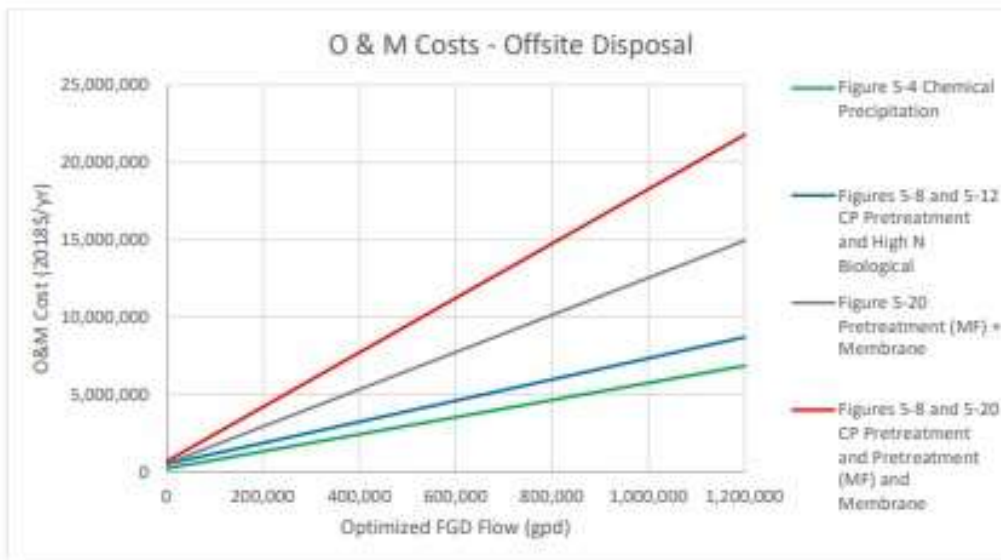 O & M Costs - Offsite Disposal
25,000,000
20,000,000
15,000,000
10,000,000
5,000,000
0
O&M Cost (2018$/yr)
0 200,000 400,000 600,000 800,000 1,000,000 1,200,000
Optimized FGD Flow (gpd)
Figure 5-4 Chemical
Precipitation
Figures 5-8 and 5-12
CP Pretreatment
and High N
Biological
Figure 5-20
Pretreatment (MF) +
Membrane
Figures 5-8 and 5-20
CP Pretreatment
and Pretreatment
(MF) and
Membrane